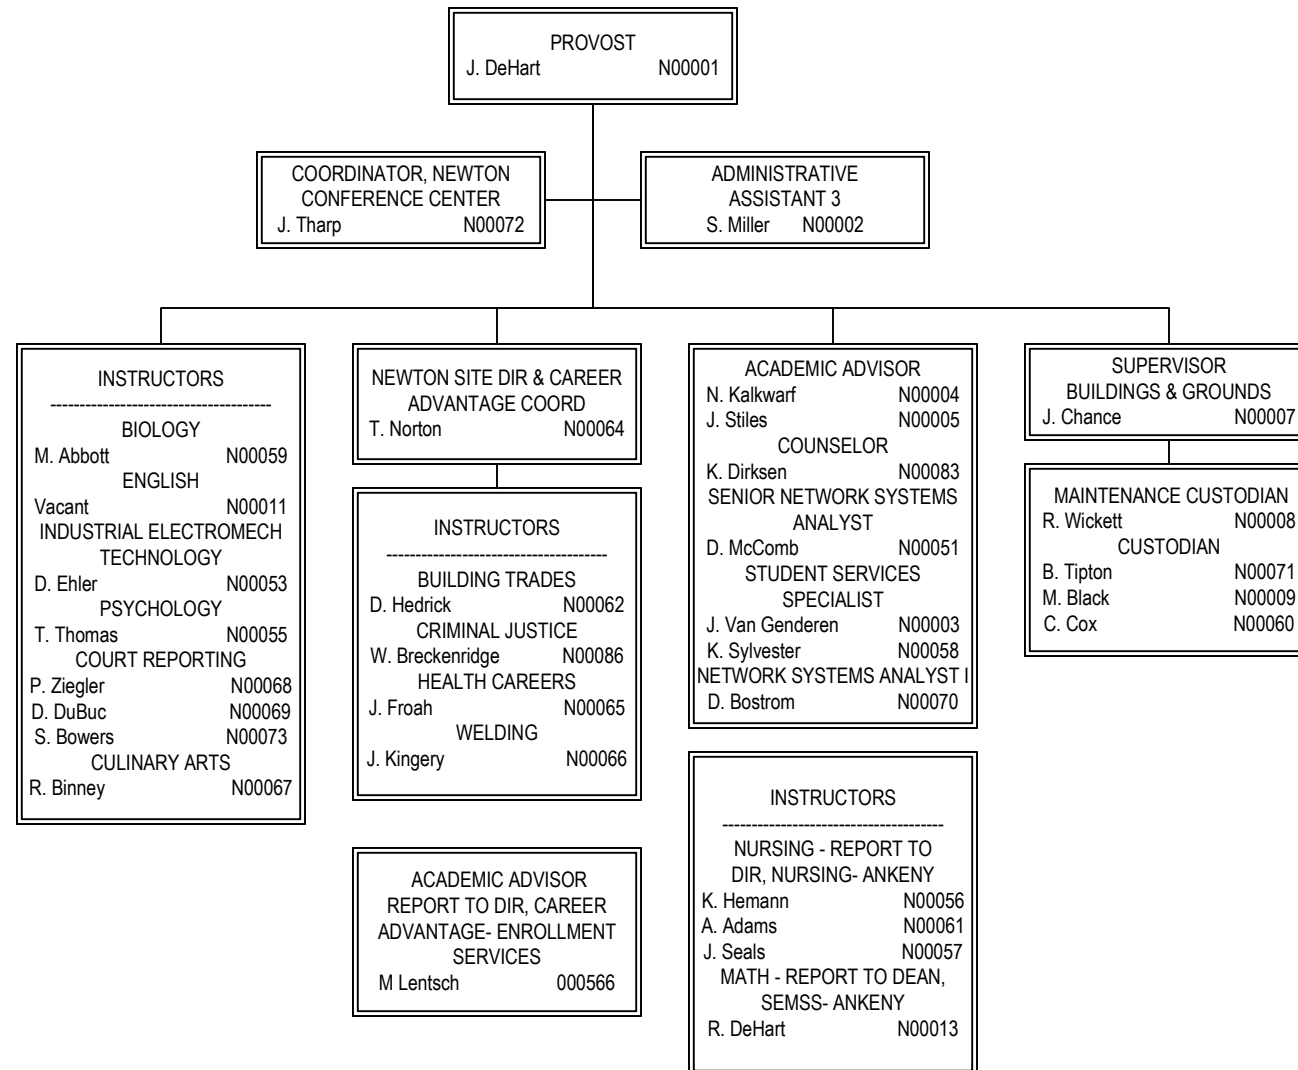 PROVOST
J. DeHart N00001
COORDINATOR, NEWTON
CONFERENCE CENTER
J. Tharp N00072
ADMINISTRATIVE
ASSISTANT 3
S. Miller N00002
INSTRUCTORS
--------------------------------------
BIOLOGY
M. Abbott N00059
ENGLISH
Vacant N00011
INDUSTRIAL ELECTROMECH
TECHNOLOGY
D. Ehler N00053
PSYCHOLOGY
T. Thomas N00055
COURT REPORTING
P. Ziegler N00068
D. DuBuc N00069
S. Bowers N00073
CULINARY ARTS
R. Binney N00067
NEWTON SITE DIR & CAREER
ADVANTAGE COORD
T. Norton N00064
INSTRUCTORS
--------------------------------------
BUILDING TRADES
D. Hedrick N00062
CRIMINAL JUSTICE
W. Breckenridge N00086
HEALTH CAREERS
J. Froah N00065
WELDING
J. Kingery N00066
ACADEMIC ADVISOR
REPORT TO DIR, CAREER
ADVANTAGE- ENROLLMENT
SERVICES
M Lentsch 000566
ACADEMIC ADVISOR
N. Kalkwarf N00004
J. Stiles N00005
COUNSELOR
K. Dirksen N00083
SENIOR NETWORK SYSTEMS
ANALYST
D. McComb N00051
STUDENT SERVICES
SPECIALIST
J. Van Genderen N00003
K. Sylvester N00058
NETWORK SYSTEMS ANALYST I
D. Bostrom N00070
INSTRUCTORS
--------------------------------------
NURSING - REPORT TO
DIR, NURSING- ANKENY
K. Hemann N00056
A. Adams N00061
J. Seals N00057
MATH - REPORT TO DEAN,
SEMSS- ANKENY
R. DeHart N00013
SUPERVISOR
BUILDINGS & GROUNDS
J. Chance N00007
MAINTENANCE CUSTODIAN
R. Wickett N00008
CUSTODIAN
B. Tipton N00071
M. Black N00009
C. Cox N00060